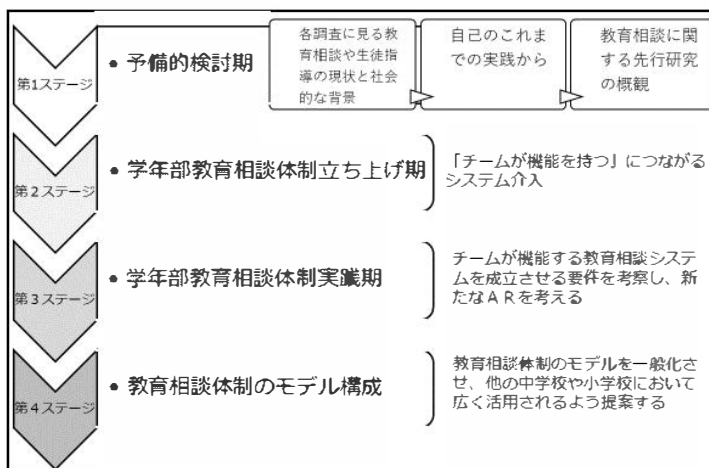 第1ステージ
• 予備的検討期
各調査に見る教
育相談や生徒指
導の現状と社会
的な背景
自己のこれま
での実践から
教育相談に関
する先行研究
の概観
第２ステージ
• 学年部教育相談体制立ち上げ期
「チームが機能を持つ」につながる
システム介入
第３ステージ
• 学年部教育相談体制実践期
チームが機能する教育相談システ
ムを成立させる要件を考察し、新
たなＡＲを考える
第４ステージ
• 教育相談体制のモデル構成
教育相談体制のモデルを一般化さ
せ、他の中学校や小学校において
広く活用されるよう提案する